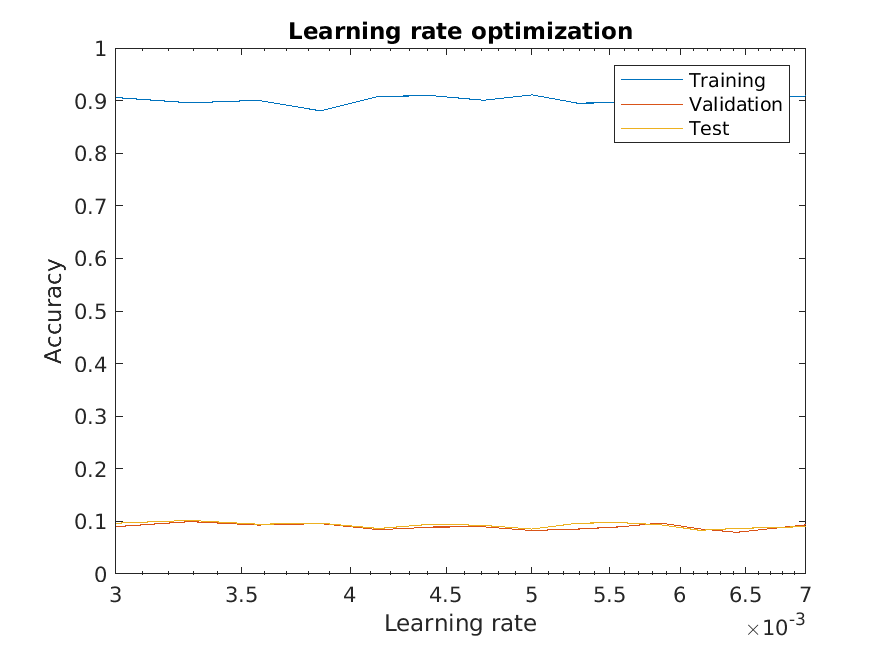 Learning rate optimization
1
0.9
0.8
0.7
0.6
0.5
0.4
0.3
0.2
0.1
0
Accuracy
Training
Validation
Test
3 3.5 4 4.5 5 5.5 6 6.5 7
Learning rate
×10⁻³